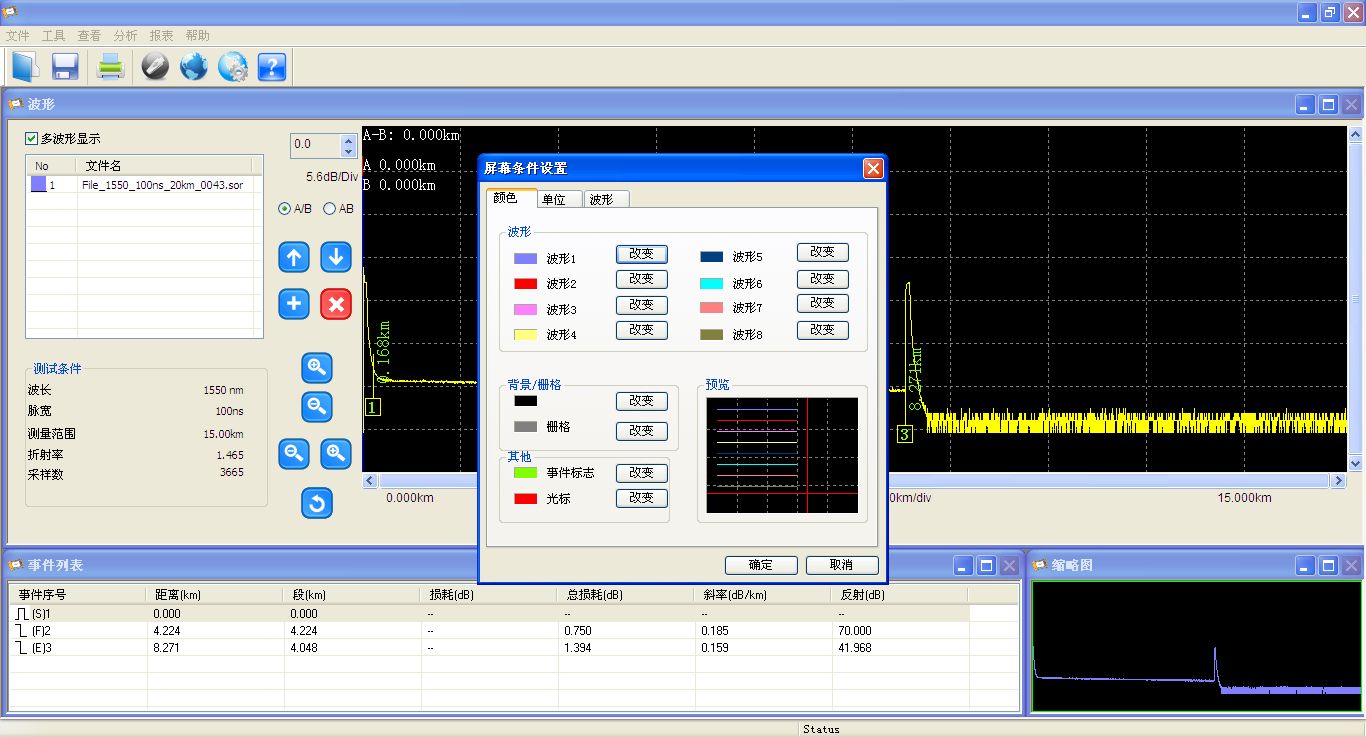 文件 工具 查看 分析 报表 帮助
波形
多波形显示
No 文件名
1 File_1550_100ns_20km_0043.sor
0.0
5.6dB/Div
A/B AB
测试条件
波长 1550 nm
脉宽 100ns
测量范围 15.00km
折射率 1.465
采样数 3665
A-B: 0.000km
A 0.000km
B 0.000km
0.168km
1
8.271km
3
0.000km
0km/div
15.000km
屏幕条件设置
颜色 单位 波形
波形
波形1 改变 波形5 改变
波形2 改变 波形6 改变
波形3 改变 波形7 改变
波形4 改变 波形8 改变
背景/栅格
改变
栅格 改变
其他
事件标志 改变
光标 改变
预览
确定 取消
事件列表
事件序号 距离(km) 段(km) 损耗(dB) 总损耗(dB) 斜率(dB/km) 反射(dB)
(S)1 0.000 0.000 -- -- -- --
(F)2 4.224 4.224 -- 0.750 0.185 70.000
(E)3 8.271 4.048 -- 1.394 0.159 41.968
缩略图
Status